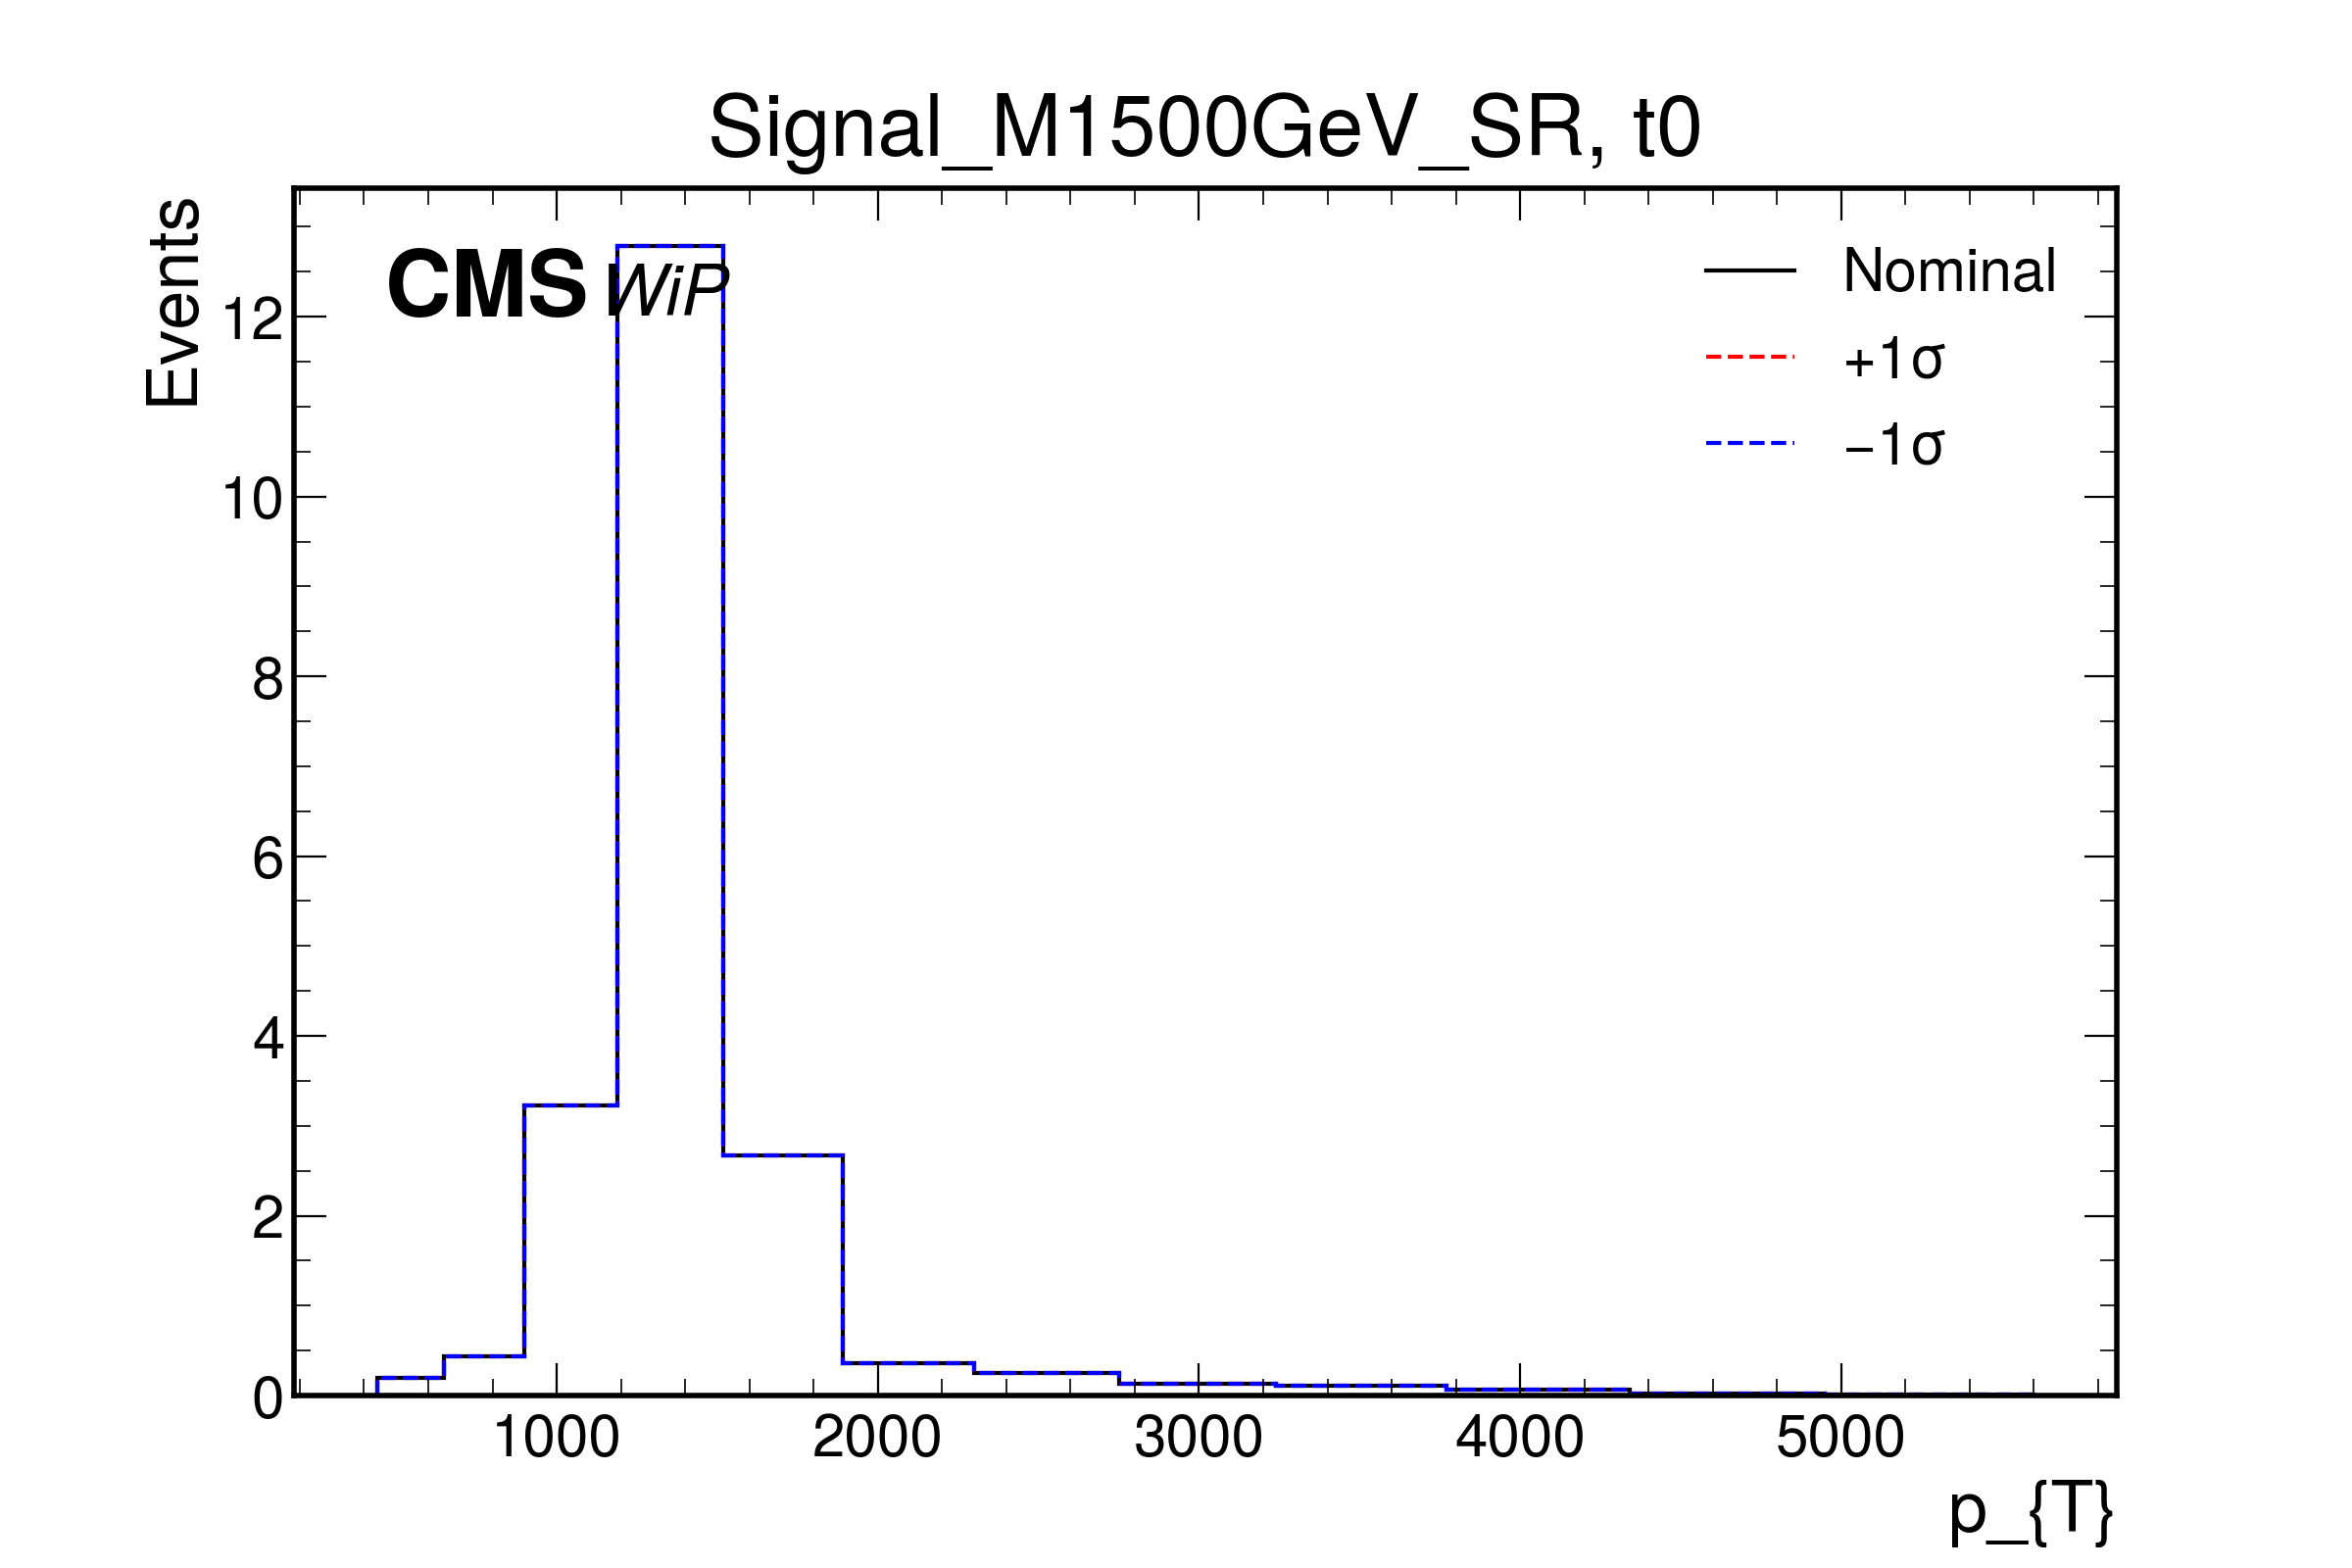 Signal_M1500GeV_SR, t0
Events
CMS WiP
Nominal
+1σ
−1σ
12
10
8
6
4
2
0
1000 2000 3000 4000 5000
p_{T}